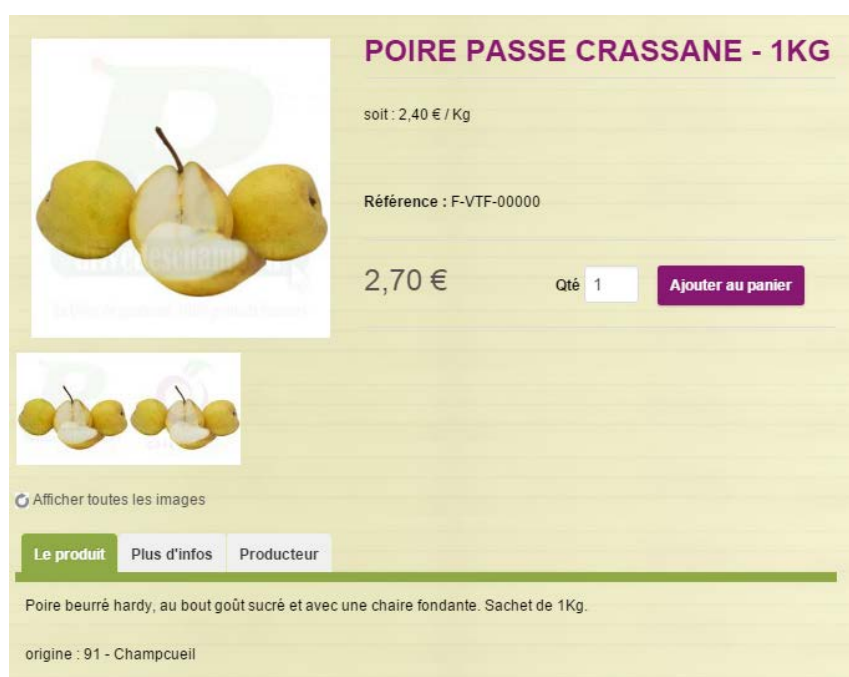 POIRE PASSE CRASSANE - 1KG
soit : 2,40 € / Kg
Référence : F-VTF-00000
2,70 €
Qté 1 Ajouter au panier
Afficher toutes les images
Le produit Plus d'infos Producteur
Poire beurré hardy, au bout goût sucré et avec une chaire fondante. Sachet de 1Kg.
origine : 91 - Champcueil